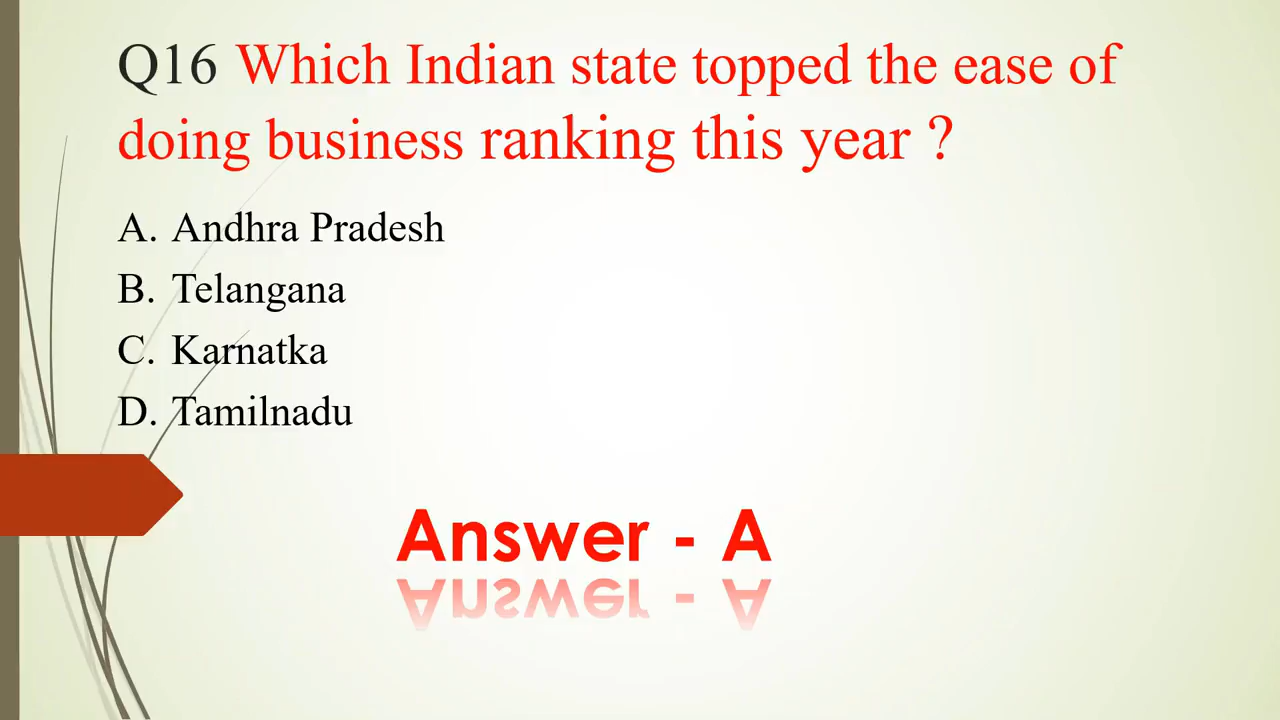 Q16 Which Indian state topped the ease of
doing business ranking this year ?
A. Andhra Pradesh
B. Telangana
C. Karnatka
D. Tamilnadu
Answer - A